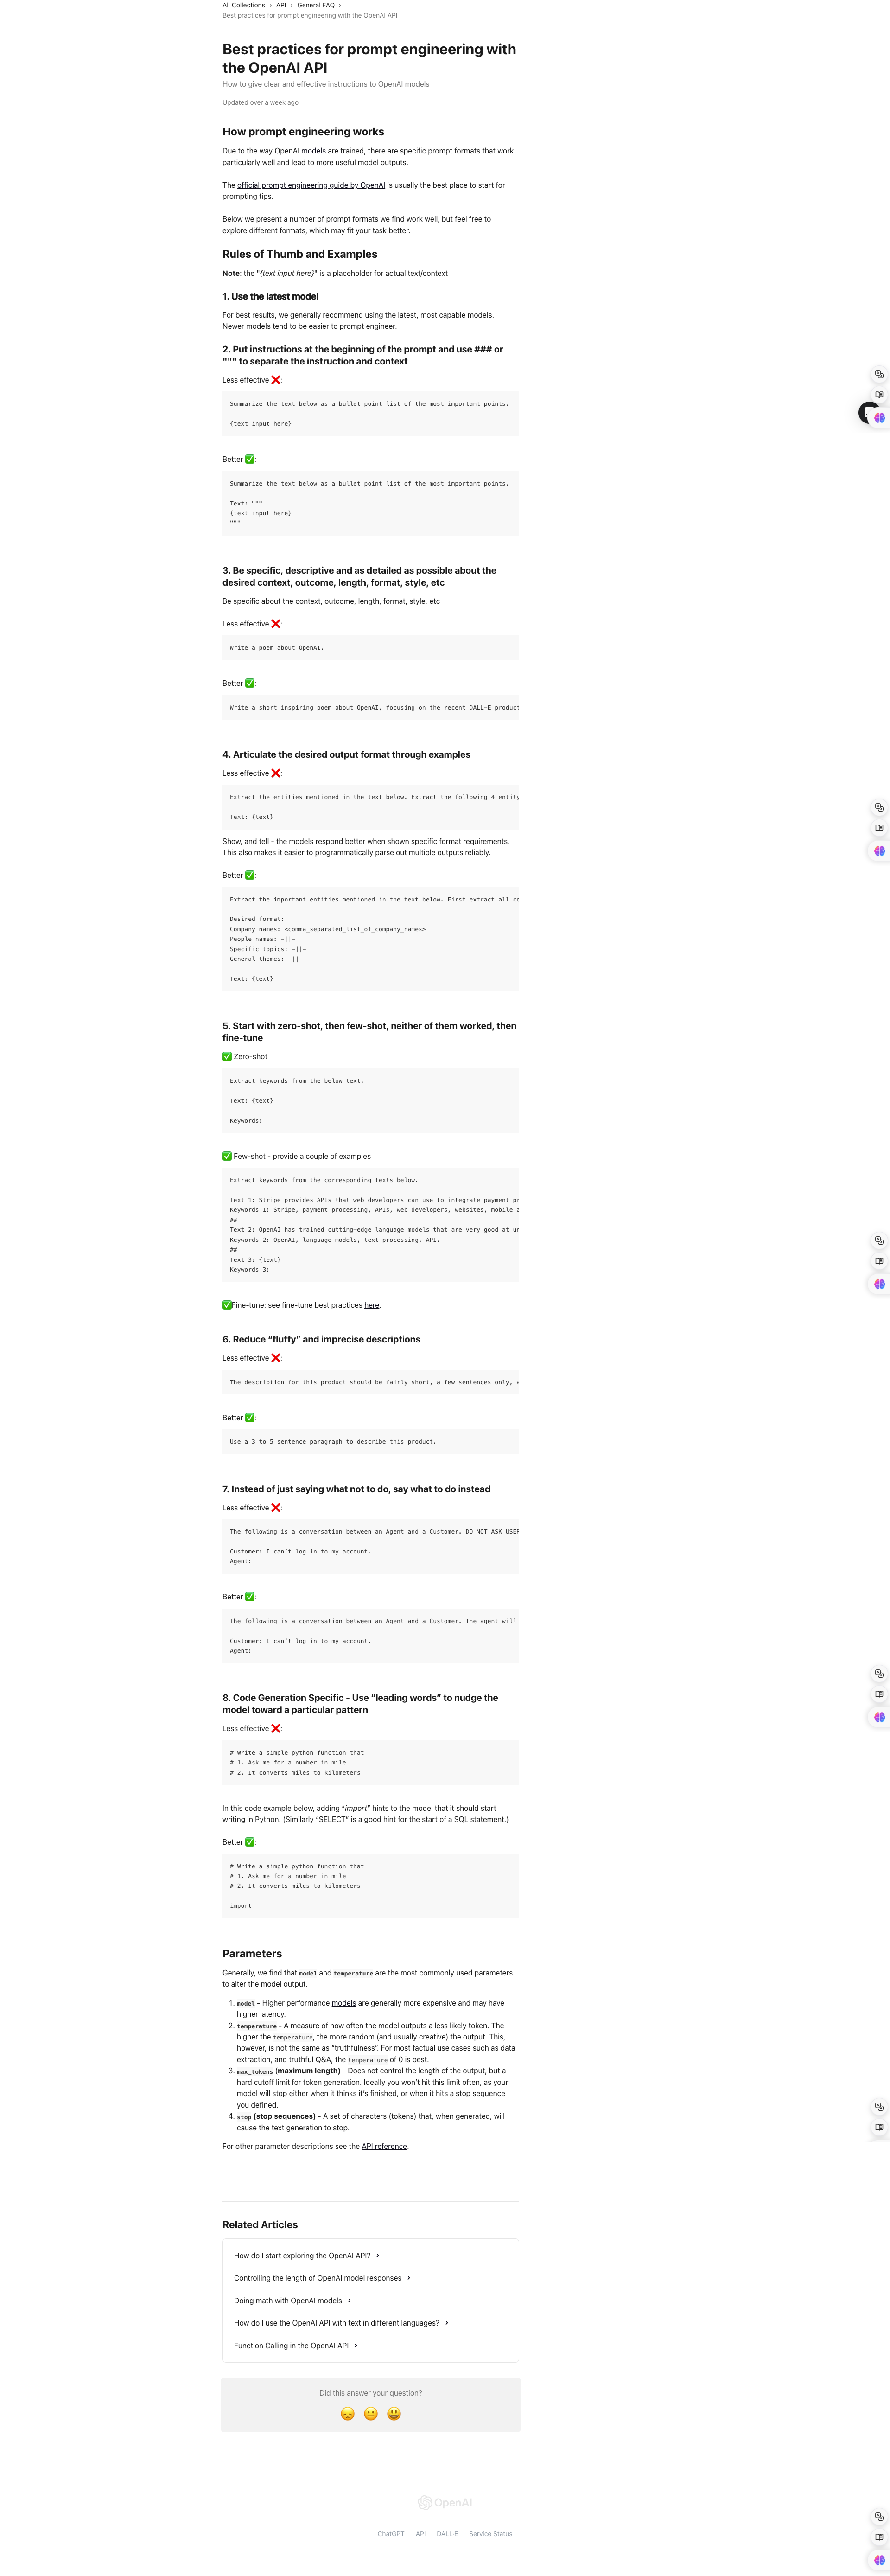 All Collections › API › General FAQ ›
Best practices for prompt engineering with the OpenAI API
Best practices for prompt engineering with
the OpenAI API
How to give clear and effective instructions to OpenAI models
Updated over a week ago
How prompt engineering works
Due to the way OpenAI models are trained, there are specific prompt formats that work
particularly well and lead to more useful model outputs.
The official prompt engineering guide by OpenAI is usually the best place to start for
prompting tips.
Below we present a number of prompt formats we find work well, but feel free to
explore different formats, which may fit your task better.
Rules of Thumb and Examples
Note: the "{text input here}" is a placeholder for actual text/context
1. Use the latest model
For best results, we generally recommend using the latest, most capable models.
Newer models tend to be easier to prompt engineer.
2. Put instructions at the beginning of the prompt and use ### or
""" to separate the instruction and context
Less effective ❌:
Summarize the text below as a bullet point list of the most important points.
{text input here}
Better ✅:
Summarize the text below as a bullet point list of the most important points.
Text: """
{text input here}
"""
3. Be specific, descriptive and as detailed as possible about the
desired context, outcome, length, format, style, etc
Be specific about the context, outcome, length, format, style, etc
Less effective ❌:
Write a poem about OpenAI.
Better ✅:
Write a short inspiring poem about OpenAI, focusing on the recent DALL-E product
4. Articulate the desired output format through examples
Less effective ❌:
Extract the entities mentioned in the text below. Extract the following 4 entity
Text: {text}
Show, and tell - the models respond better when shown specific format requirements.
This also makes it easier to programmatically parse out multiple outputs reliably.
Better ✅:
Extract the important entities mentioned in the text below. First extract all co
Desired format:
Company names: <comma_separated_list_of_company_names>
People names: -||-
Specific topics: -||-
General themes: -||-
Text: {text}
5. Start with zero-shot, then few-shot, neither of them worked, then
fine-tune
✅ Zero-shot
Extract keywords from the below text.
Text: {text}
Keywords:
✅ Few-shot - provide a couple of examples
Extract keywords from the corresponding texts below.
Text 1: Stripe provides APIs that web developers can use to integrate payment pr
Keywords 1: Stripe, payment processing, APIs, web developers, websites, mobile a
##
Text 2: OpenAI has trained cutting-edge language models that are very good at un
Keywords 2: OpenAI, language models, text processing, API.
##
Text 3: {text}
Keywords 3:
✅Fine-tune: see fine-tune best practices here.
6. Reduce “fluffy” and imprecise descriptions
Less effective ❌:
The description for this product should be fairly short, a few sentences only, a
Better ✅:
Use a 3 to 5 sentence paragraph to describe this product.
7. Instead of just saying what not to do, say what to do instead
Less effective ❌:
The following is a conversation between an Agent and a Customer. DO NOT ASK USER
Customer: I can’t log in to my account.
Agent:
Better ✅:
The following is a conversation between an Agent and a Customer. The agent will
Customer: I can’t log in to my account.
Agent:
8. Code Generation Specific - Use “leading words” to nudge the
model toward a particular pattern
Less effective ❌:
# Write a simple python function that
# 1. Ask me for a number in mile
# 2. It converts miles to kilometers
In this code example below, adding “import” hints to the model that it should start
writing in Python. (Similarly “SELECT” is a good hint for the start of a SQL statement.)
Better ✅:
# Write a simple python function that
# 1. Ask me for a number in mile
# 2. It converts miles to kilometers
import
Parameters
Generally, we find that model and temperature are the most commonly used parameters
to alter the model output.
1. model - Higher performance models are generally more expensive and may have
higher latency.
2. temperature - A measure of how often the model outputs a less likely token. The
higher the temperature, the more random (and usually creative) the output. This,
however, is not the same as “truthfulness”. For most factual use cases such as data
extraction, and truthful Q&A, the temperature of 0 is best.
3. max_tokens (maximum length) - Does not control the length of the output, but a
hard cutoff limit for token generation. Ideally you won’t hit this limit often, as your
model will stop either when it thinks it’s finished, or when it hits a stop sequence
you defined.
4. stop (stop sequences) - A set of characters (tokens) that, when generated, will
cause the text generation to stop.
For other parameter descriptions see the API reference.
Related Articles
How do I start exploring the OpenAI API? ›
Controlling the length of OpenAI model responses ›
Doing math with OpenAI models ›
How do I use the OpenAI API with text in different languages? ›
Function Calling in the OpenAI API ›
Did this answer your question?
😞 😐 😃
OpenAI
ChatGPT API DALL·E Service Status